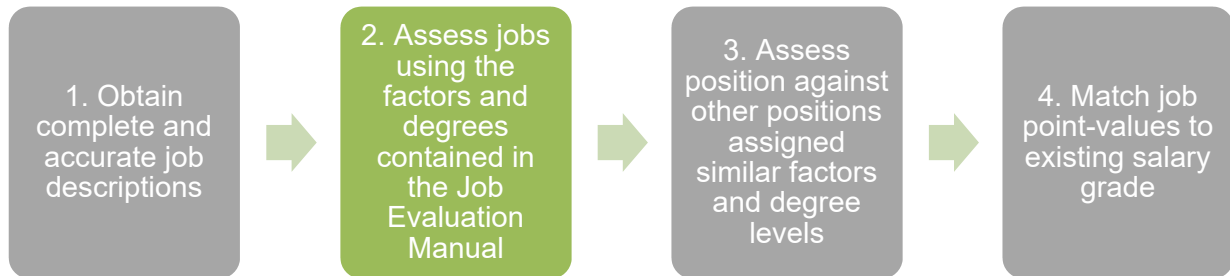 1. Obtain
complete and
accurate job
descriptions
2. Assess jobs
using the
factors and
degrees
contained in
the Job
Evaluation
Manual
3. Assess
position against
other positions
assigned
similar factors
and degree
levels
4. Match job
point-values to
existing salary
grade